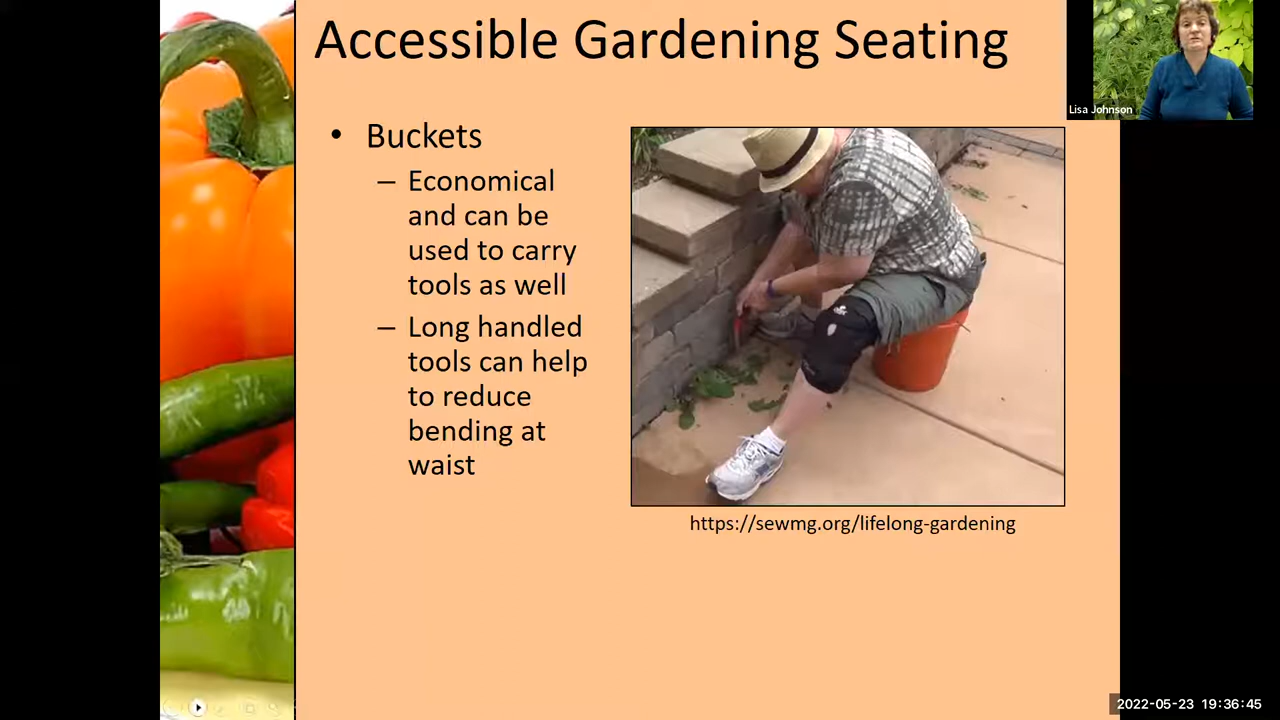 Accessible Gardening Seating
Lisa Johnson
• Buckets
– Economical
and can be
used to carry
tools as well
– Long handled
tools can help
to reduce
bending at
waist
https://sewmg.org/lifelong-gardening
2022-05-23 19:36:45